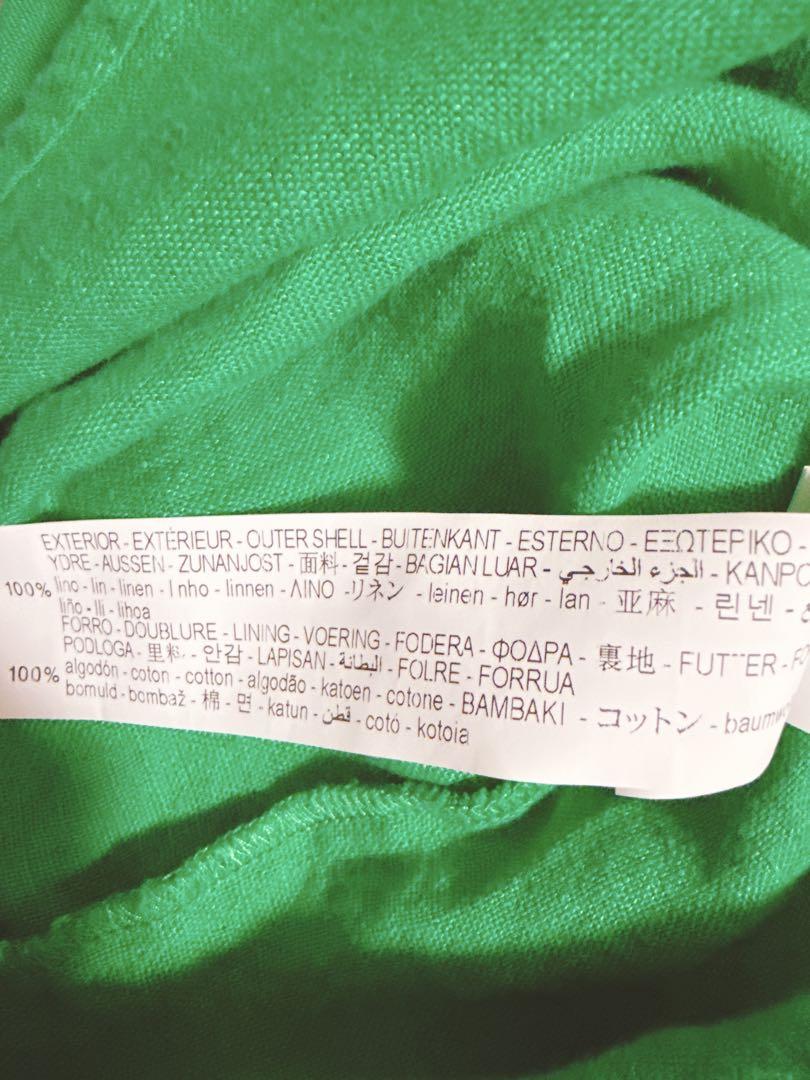 EXTERIOR - EXTÉRIEUR - OUTER SHELL - BUITENKANT - ESTERNO - ΕΞΩΤΕΡΙΚΟ -
YDRE - AUSSEN - ZUNANJOST - 面料 - 겉감 - BAGIAN LUAR - الجزء الخارجي - KANPO
100% lino - lin - linen - linho - linnen - ΛΙΝΟ - リネン - leinen - hør - lan - 亚麻 - 린넨 -
liño - lli - lihoa
FORRO - DOUBLURE - LINING - VOERING - FODERA - ΦΟΔΡΑ - 裏地 - FUTTER -
PODLOGA - 里料 - 안감 - LAPISAN - البطانة - FOLRE - FORRUA
100% algodón - coton - cotton - algodão - katoen - cotone - BAMBAKI - コットン -
bomuld - bombaž - 棉 - 면 - katun - قطن - cotó - kotoia